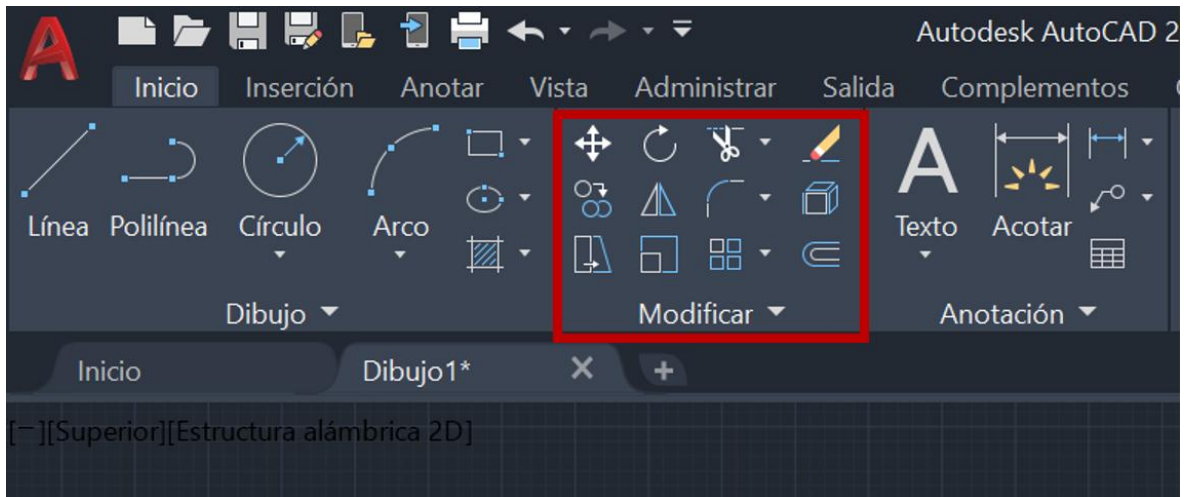 Autodesk AutoCAD 2
Inicio Inserción Anotar Vista Administrar Salida Complementos
Línea Polilínea Círculo Arco A Texto Acotar
Dibujo Modificar Anotación
Inicio Dibujo1*
[−][Superior][Estructura alámbrica 2D]